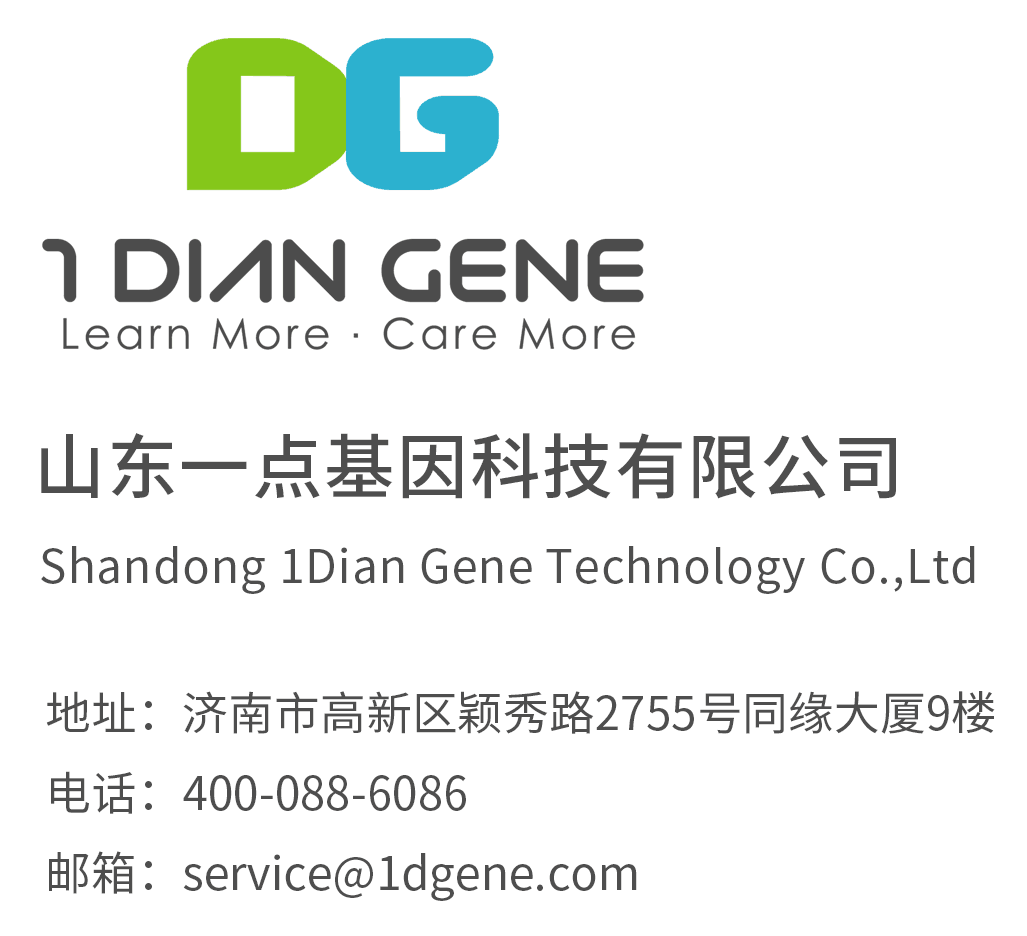 DG
1 DIAN GENE
Learn More · Care More
山东一点基因科技有限公司
Shandong 1Dian Gene Technology Co.,Ltd
地址：济南市高新区颖秀路2755号同缘大厦9楼
电话：400-088-6086
邮箱：service@1dgene.com